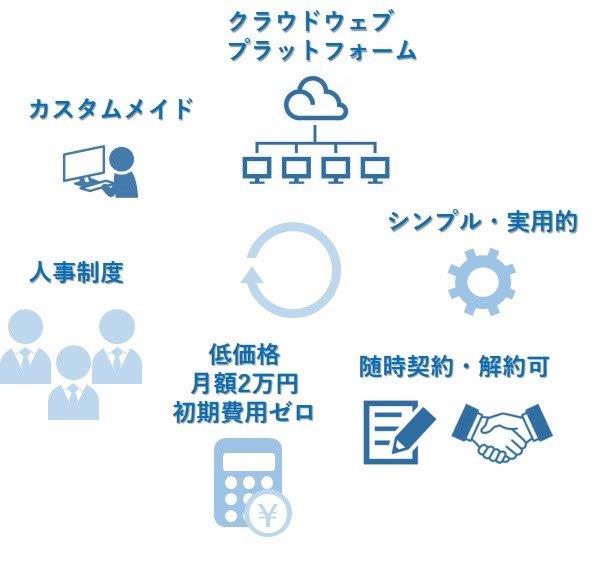 クラウドウェブ
プラットフォーム
カスタムメイド
シンプル・実用的
人事制度
低価格
月額2万円
初期費用ゼロ
随時契約・解約可
¥